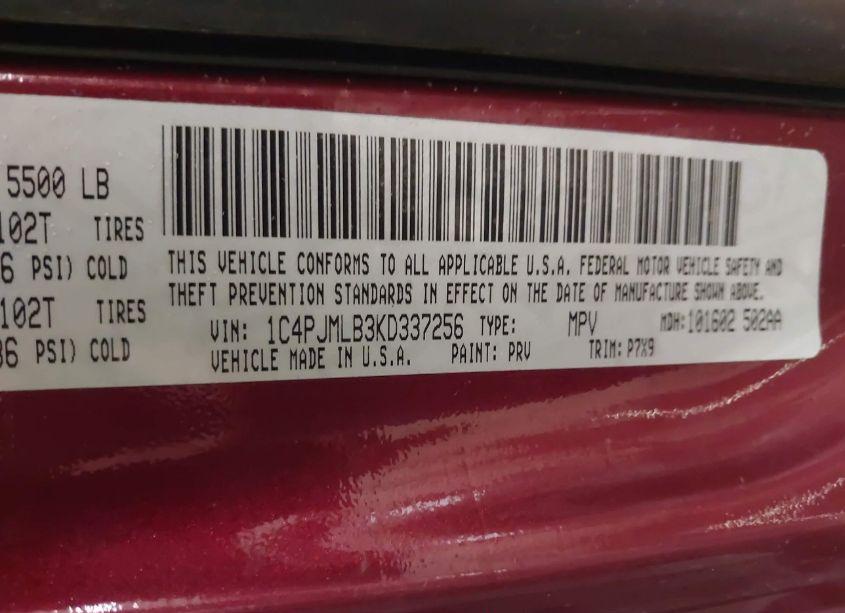 5500 LB
102T TIRES
6 PSI) COLD
102T TIRES
36 PSI) COLD
THIS VEHICLE CONFORMS TO ALL APPLICABLE U.S.A. FEDERAL MOTOR VEHICLE SAFETY AND
THEFT PREVENTION STANDARDS IN EFFECT ON THE DATE OF MANUFACTURE SHOWN ABOVE.
VIN: 1C4PJMLB3KD337256 TYPE: MPV MDH:101602 502AA
VEHICLE MADE IN U.S.A. PAINT: PRV TRIM: P7X9